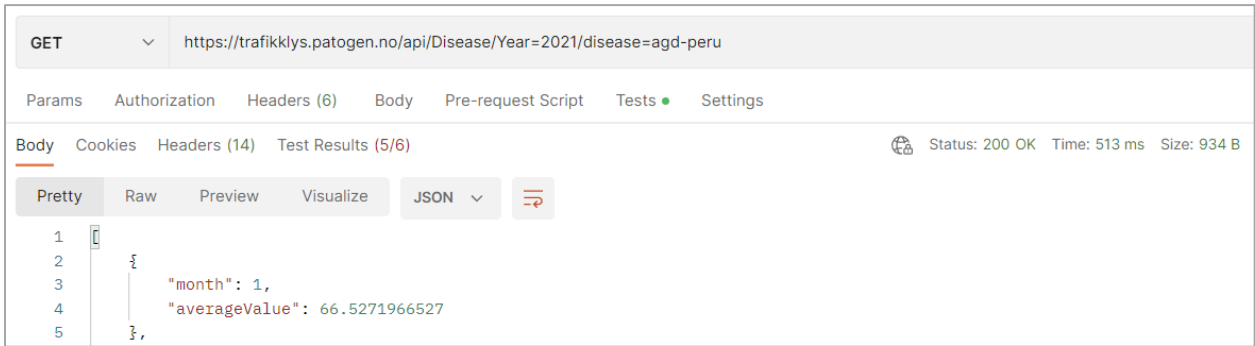 GET https://trafikklys.patogen.no/api/Disease/Year=2021/disease=agd-peru
Params Authorization Headers (6) Body Pre-request Script Tests Settings
Body Cookies Headers (14) Test Results (5/6) Status: 200 OK Time: 513 ms Size: 934 B
Pretty Raw Preview Visualize JSON
1 [
2 {
3 "month": 1,
4 "averageValue": 66.5271966527
5 },